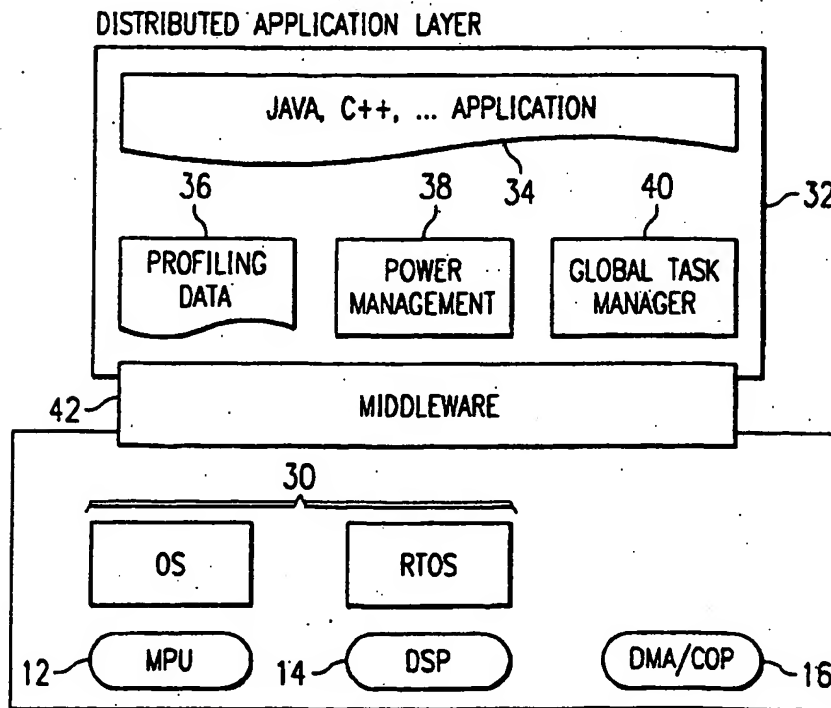 DISTRIBUTED APPLICATION LAYER
JAVA, C++, ... APPLICATION
36
38
34
40
32
PROFILING
DATA
POWER
MANAGEMENT
GLOBAL TASK
MANAGER
42
MIDDLEWARE
30
OS
RTOS
12
MPU
14
DSP
DMA/COP
16